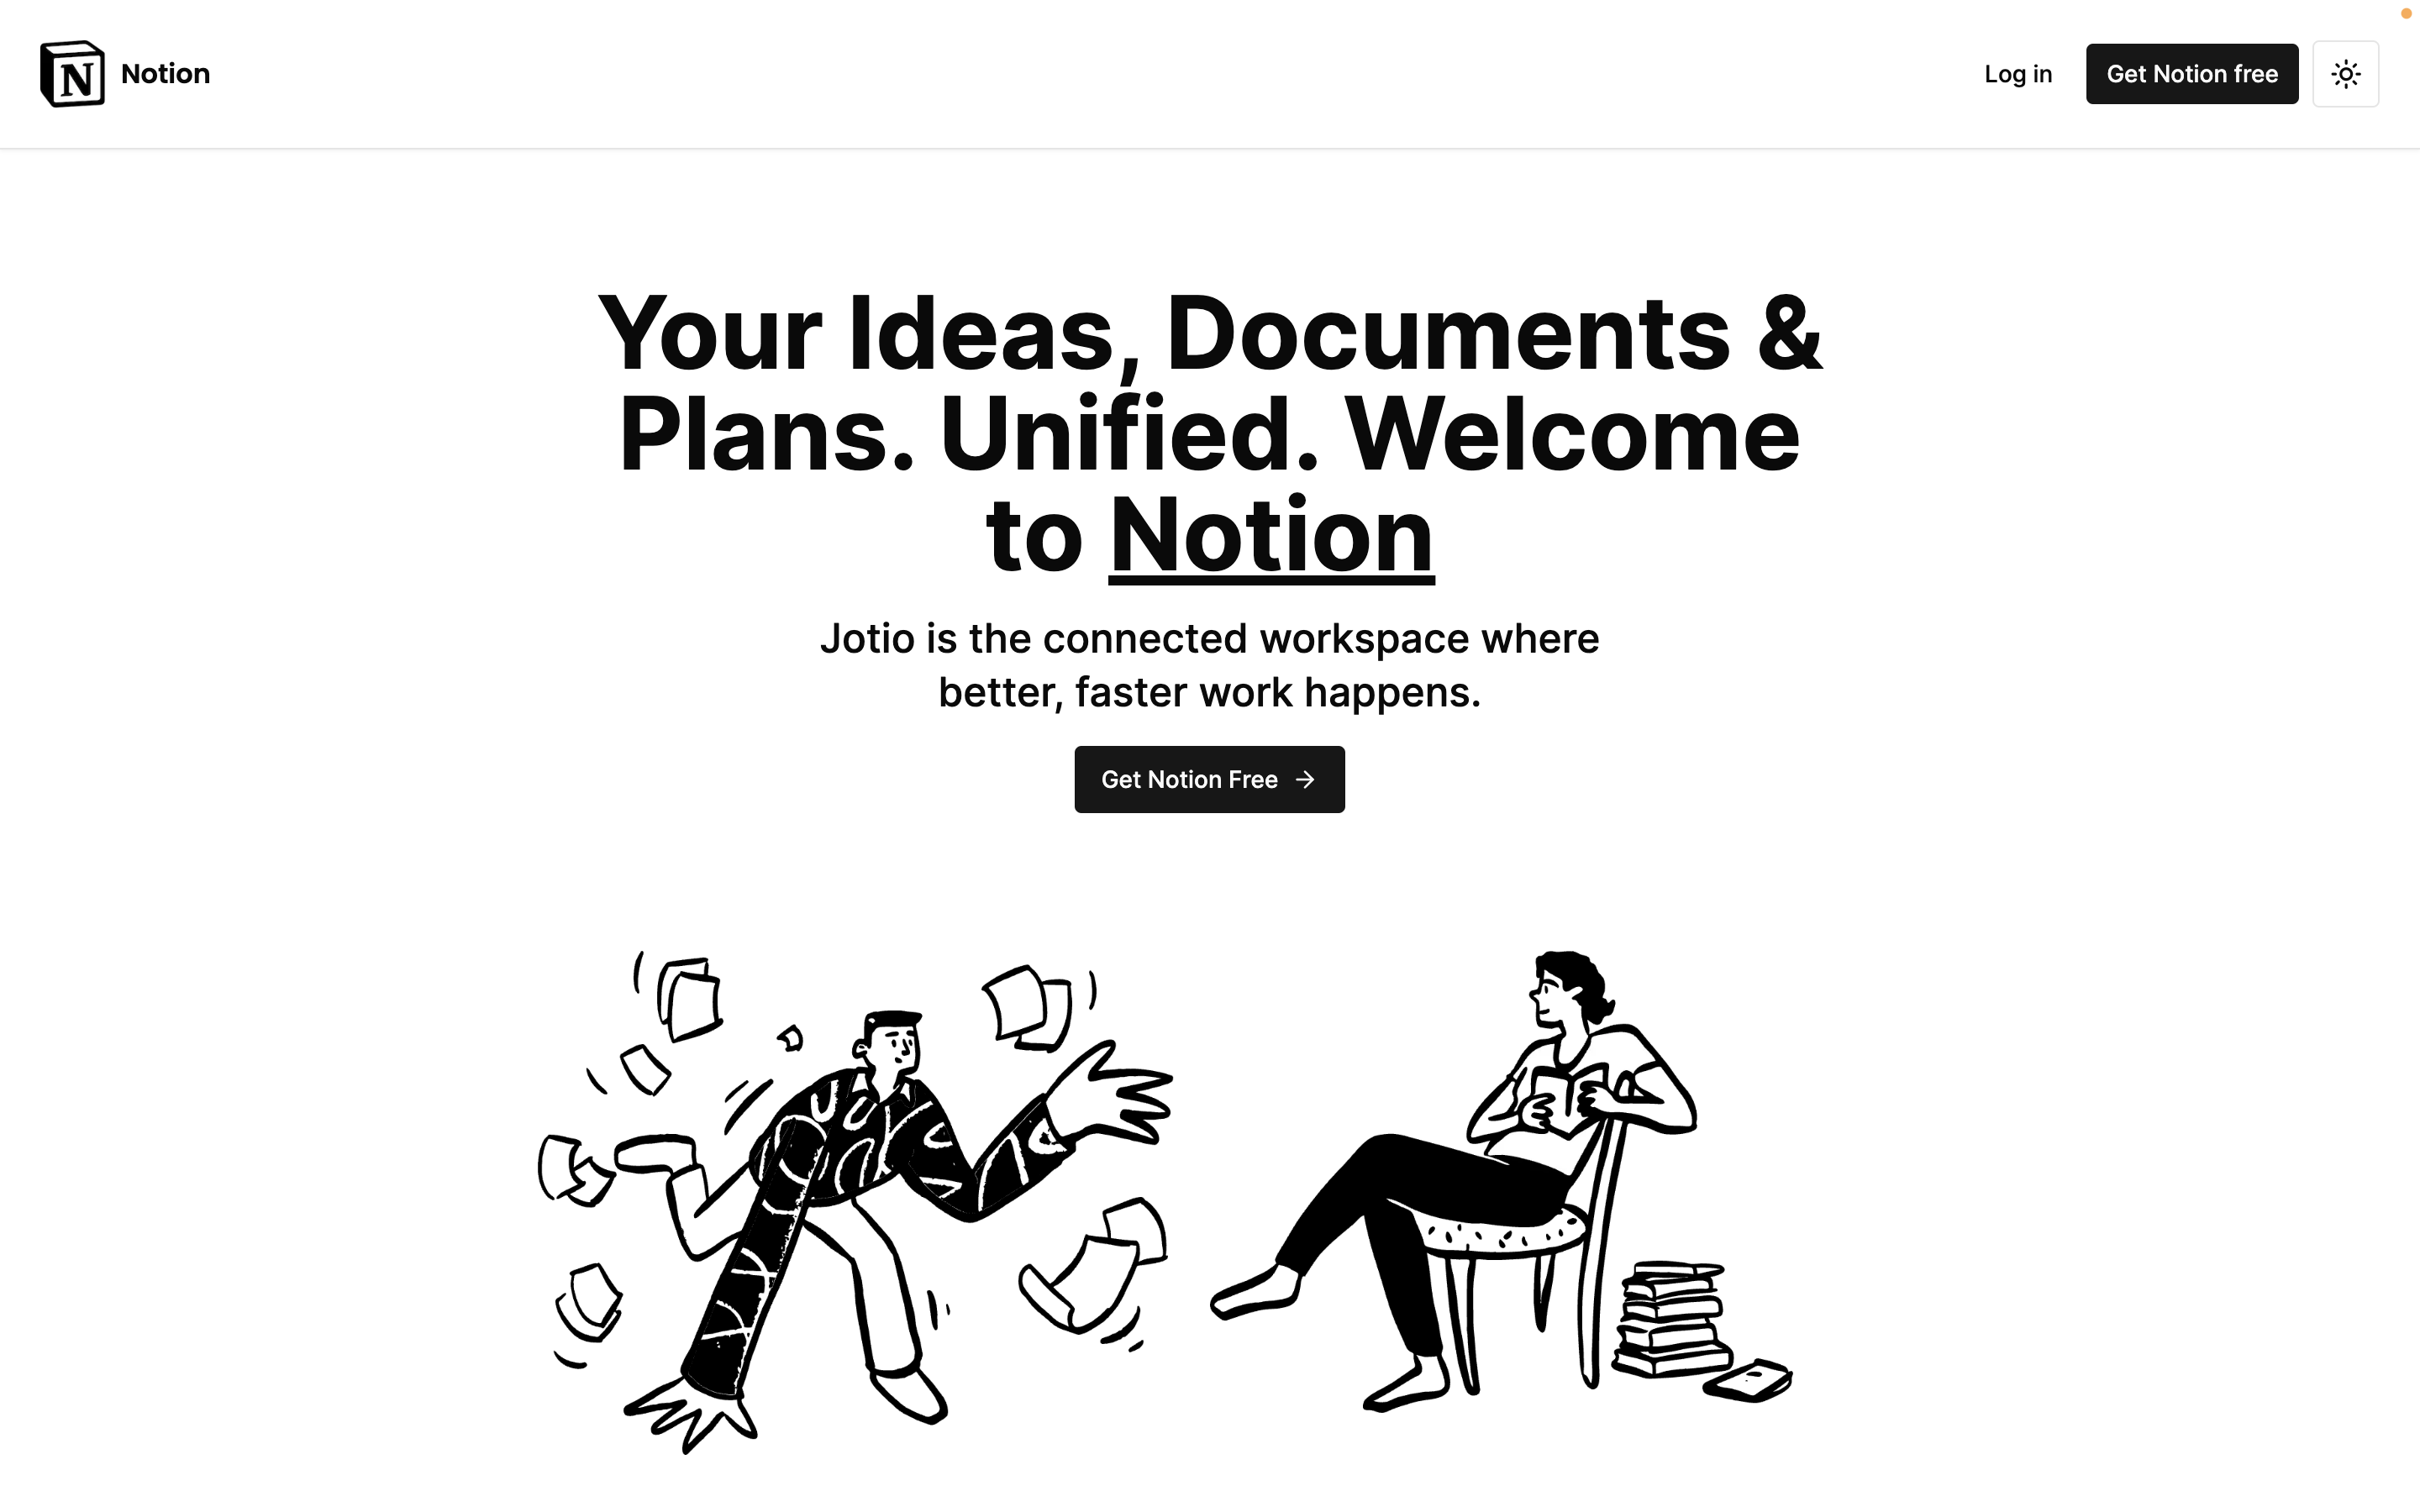 N
Notion
Log in
Get Notion free
Your Ideas, Documents &
Plans. Unified. Welcome
to Notion
Jotio is the connected workspace where
better, faster work happens.
Get Notion Free